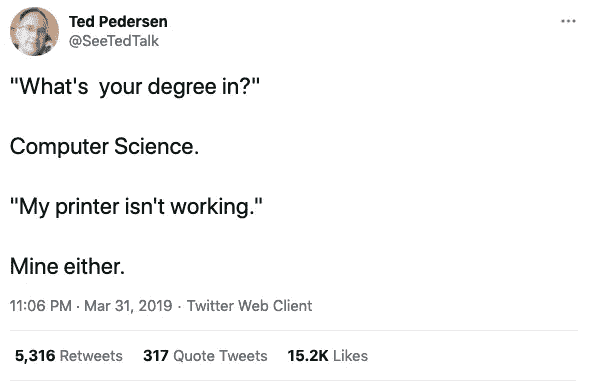 Ted Pedersen
@SeeTedTalk
"What's  your degree in?"
Computer Science.
"My printer isn't working."
Mine either.
11:06 PM · Mar 31, 2019 · Twitter Web Client
5,316 Retweets 317 Quote Tweets 15.2K Likes